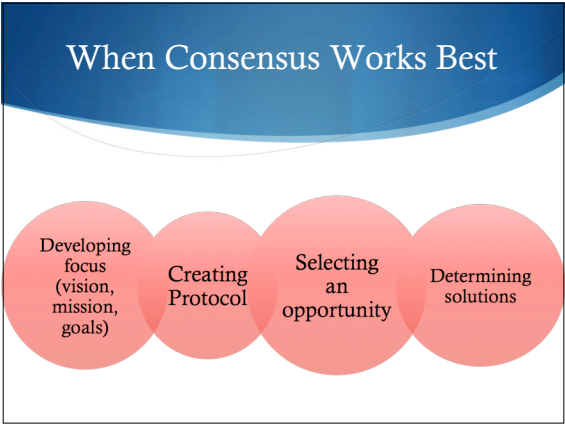 When Consensus Works Best
Developing
focus
(vision,
mission,
goals)
Creating
Protocol
Selecting
an
opportunity
Determining
solutions